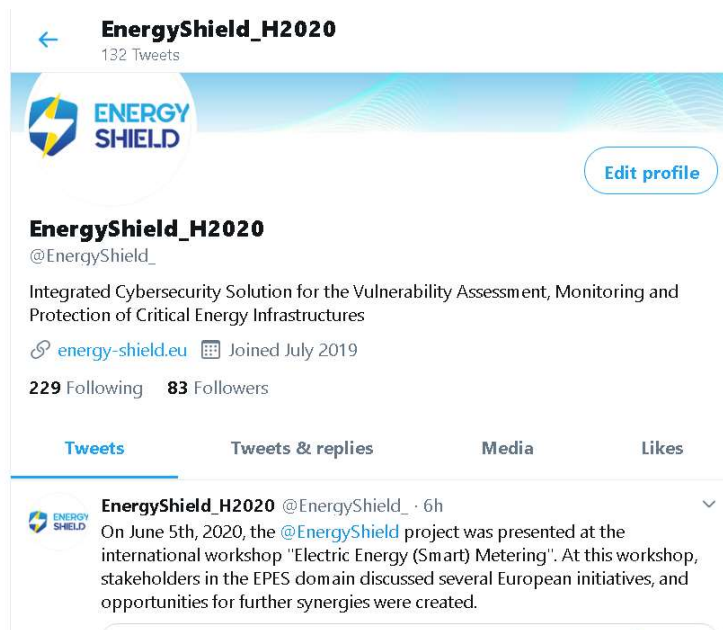 EnergyShield_H2020
132 Tweets
ENERGY
SHIELD
Edit profile
EnergyShield_H2020
@EnergyShield_
Integrated Cybersecurity Solution for the Vulnerability Assessment, Monitoring and
Protection of Critical Energy Infrastructures
energy-shield.eu Joined July 2019
229 Following 83 Followers
Tweets Tweets & replies Media Likes
ENERGY
SHIELD
EnergyShield_H2020 @EnergyShield_ · 6h
On June 5th, 2020, the @EnergyShield project was presented at the
international workshop "Electric Energy (Smart) Metering". At this workshop,
stakeholders in the EPES domain discussed several European initiatives, and
opportunities for further synergies were created.